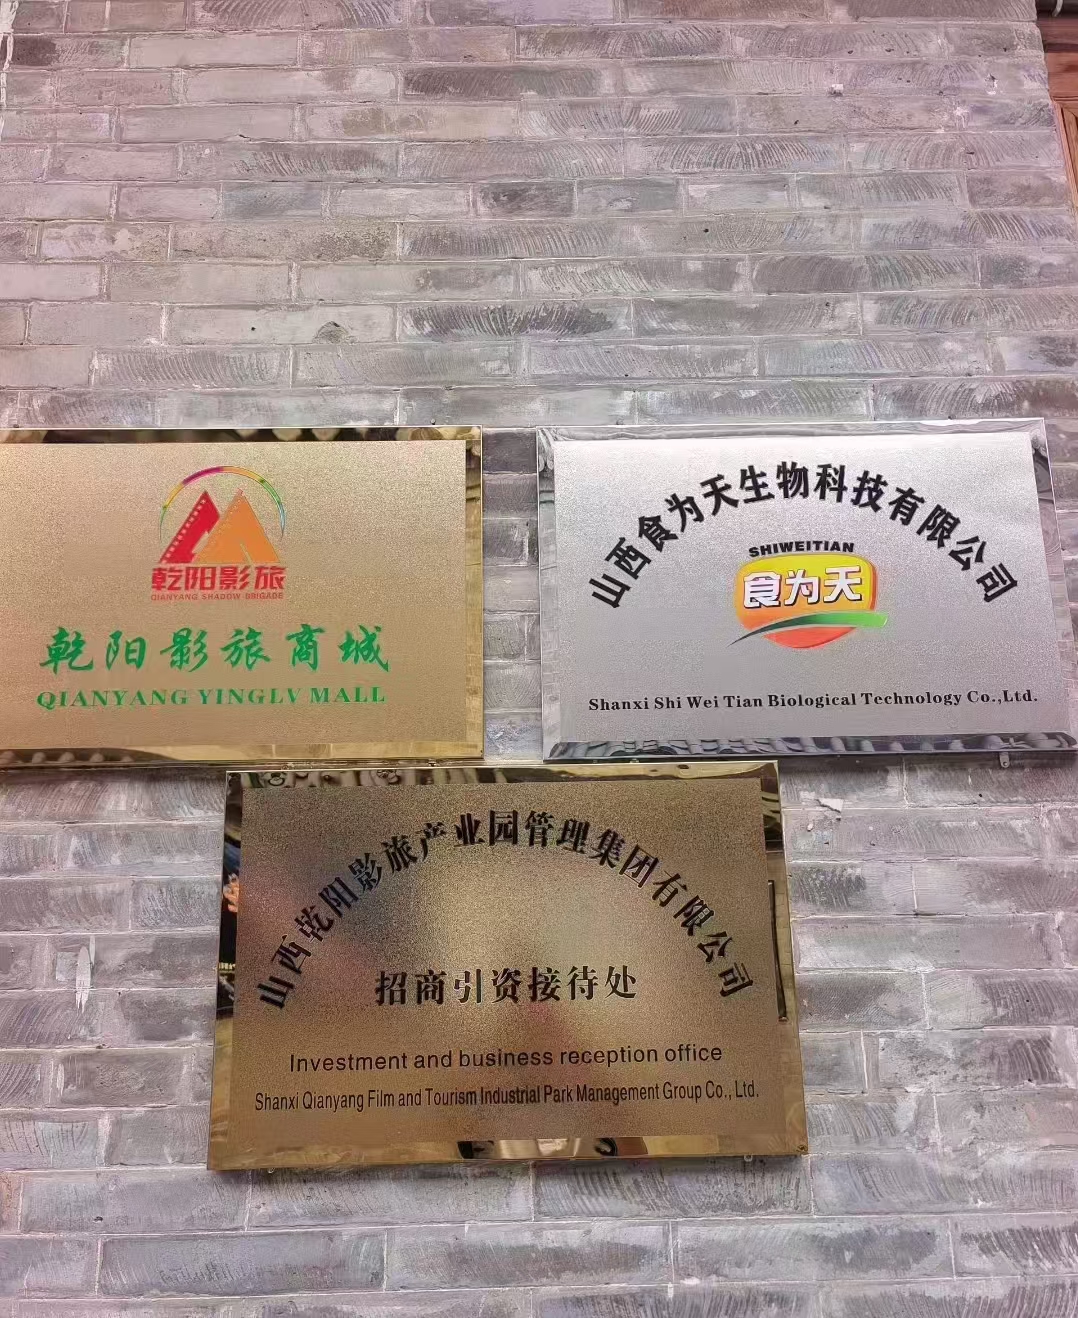 乾阳影旅
QIANYANG SHADOW BRIGADE
乾阳影旅商城
QIANYANG YINGLV MALL
山西食为天生物科技有限公司
SHIWEITIAN
食为天
Shanxi Shi Wei Tian Biological Technology Co.,Ltd.
山西乾阳影旅产业园管理集团有限公司
招商引资接待处
Investment and business reception office
Shanxi Qianyang Film and Tourism Industrial Park Management Group Co., Ltd.